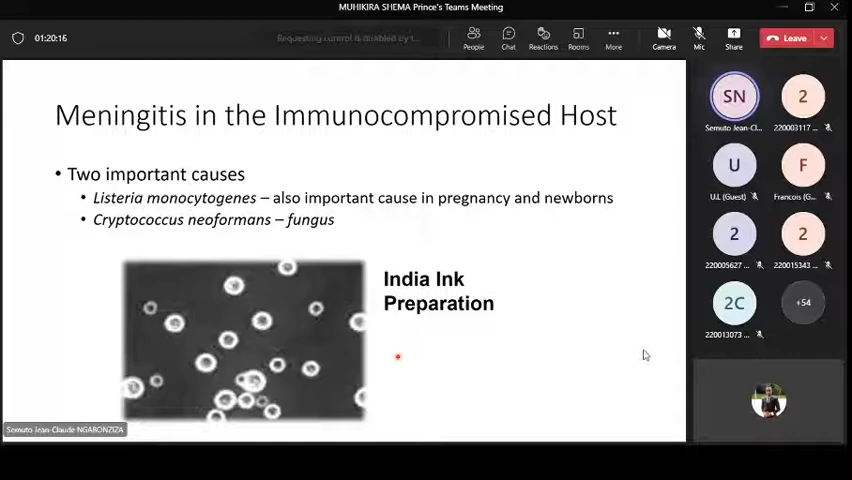 MUHIKIRA SHEMA Prince's Teams Meeting
01:20:16
Requesting control is disabled by t...
People
Chat
Reactions
Rooms
More
Camera
Mic
Share
Leave
Meningitis in the Immunocompromised Host
• Two important causes
• Listeria monocytogenes – also important cause in pregnancy and newborns
• Cryptococcus neoformans – fungus
India Ink
Preparation
Semuto Jean-Claude NGABONZIZA
SN
2
Semuto Jean-Cl...
220003117 ...
U
F
U.L (Guest)
Francois (G...
2
2
220005627 ...
220015343 ...
2C
+54
220013073 ...